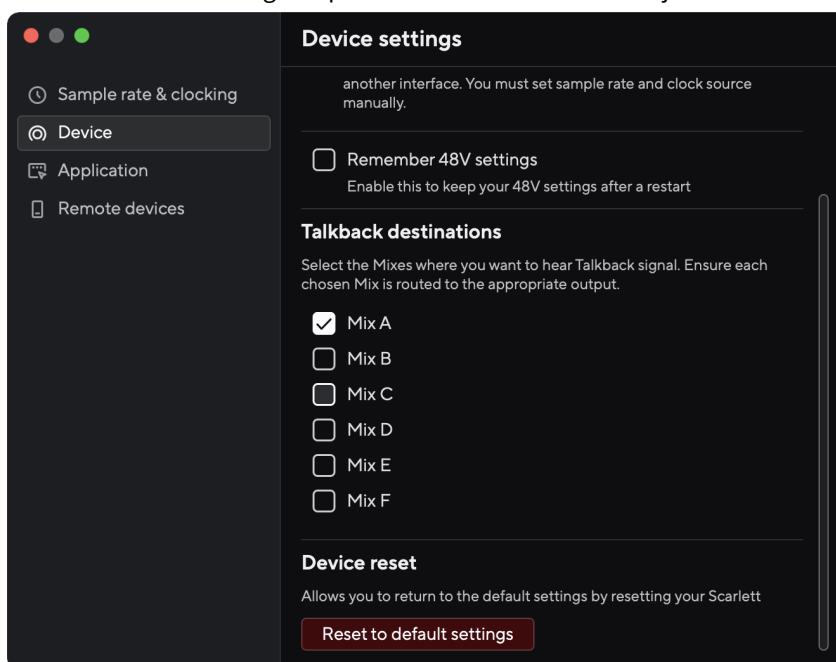 Device settings
Sample rate & clocking
Device
Application
Remote devices
another interface. You must set sample rate and clock source
manually.
Remember 48V settings
Enable this to keep your 48V settings after a restart
Talkback destinations
Select the Mixes where you want to hear Talkback signal. Ensure each
chosen Mix is routed to the appropriate output.
Mix A
Mix B
Mix C
Mix D
Mix E
Mix F
Device reset
Allows you to return to the default settings by resetting your Scarlett
Reset to default settings